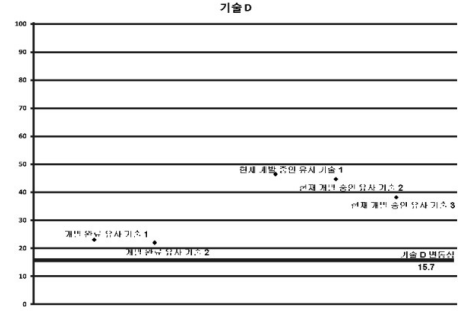 기술 D
100
90
80
70
60
50
40
30
20
10
0
현재 개발 중인 유사 기술 1
현재 개발 중인 유사 기술 2
현재 개발 중인 유사 기술 3
개발 완료 유사 기술 1
개발 완료 유사 기술 2
기술 D 변동성
15.7